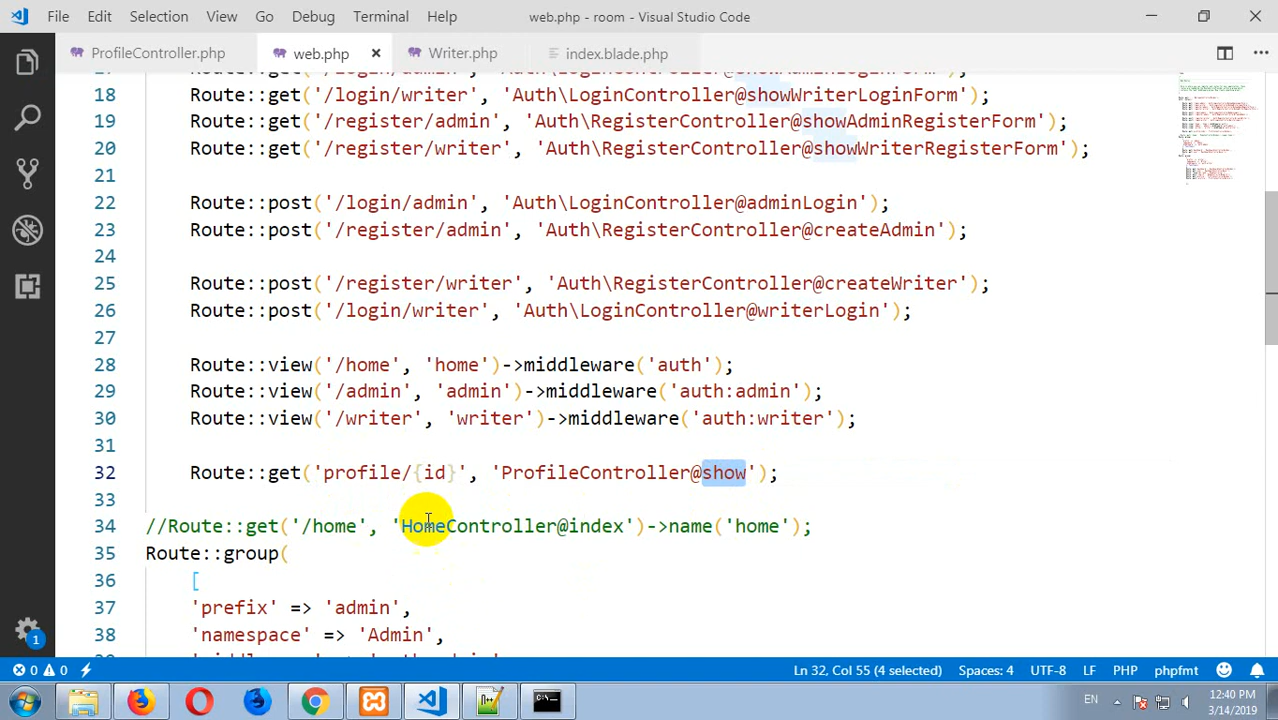 File Edit Selection View Go Debug Terminal Help web.php - room - Visual Studio Code
ProfileController.php web.php Writer.php index.blade.php
18 Route::get('/login/writer', 'Auth\LoginController@showWriterLoginForm');
19 Route::get('/register/admin', 'Auth\RegisterController@showAdminRegisterForm');
20 Route::get('/register/writer', 'Auth\RegisterController@showWriterRegisterForm');
21
22 Route::post('/login/admin', 'Auth\LoginController@adminLogin');
23 Route::post('/register/admin', 'Auth\RegisterController@createAdmin');
24
25 Route::post('/register/writer', 'Auth\RegisterController@createWriter');
26 Route::post('/login/writer', 'Auth\LoginController@writerLogin');
27
28 Route::view('/home', 'home')->middleware('auth');
29 Route::view('/admin', 'admin')->middleware('auth:admin');
30 Route::view('/writer', 'writer')->middleware('auth:writer');
31
32 Route::get('profile/{id}', 'ProfileController@show');
33
34 //Route::get('/home', 'HomeController@index')->name('home');
35 Route::group(
36 [
37 'prefix' => 'admin',
38 'namespace' => 'Admin',
1 0 0 Ln 32, Col 55 (4 selected) Spaces: 4 UTF-8 LF PHP phpfmt
EN 12:40 PM
3/14/2019